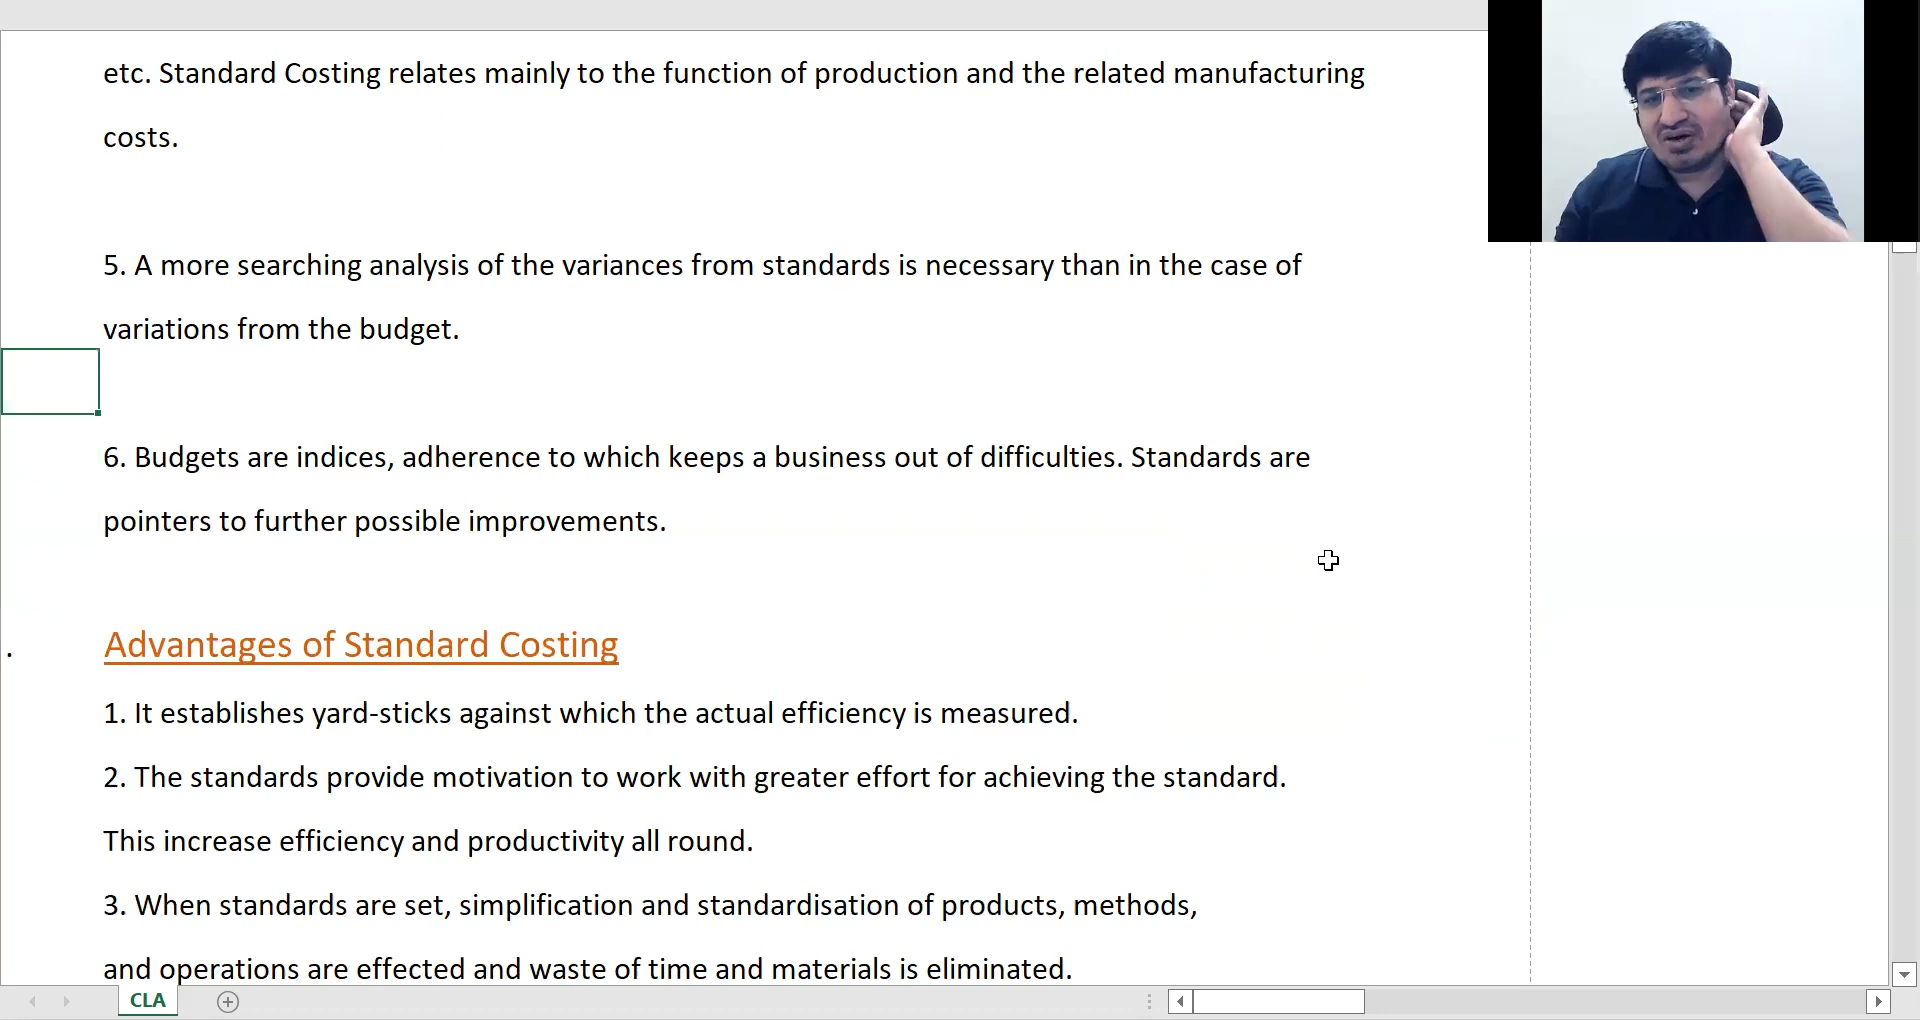 etc. Standard Costing relates mainly to the function of production and the related manufacturing
costs.
5. A more searching analysis of the variances from standards is necessary than in the case of
variations from the budget.
6. Budgets are indices, adherence to which keeps a business out of difficulties. Standards are
pointers to further possible improvements.
. Advantages of Standard Costing
1. It establishes yard-sticks against which the actual efficiency is measured.
2. The standards provide motivation to work with greater effort for achieving the standard.
This increase efficiency and productivity all round.
3. When standards are set, simplification and standardisation of products, methods,
and operations are effected and waste of time and materials is eliminated.
CLA